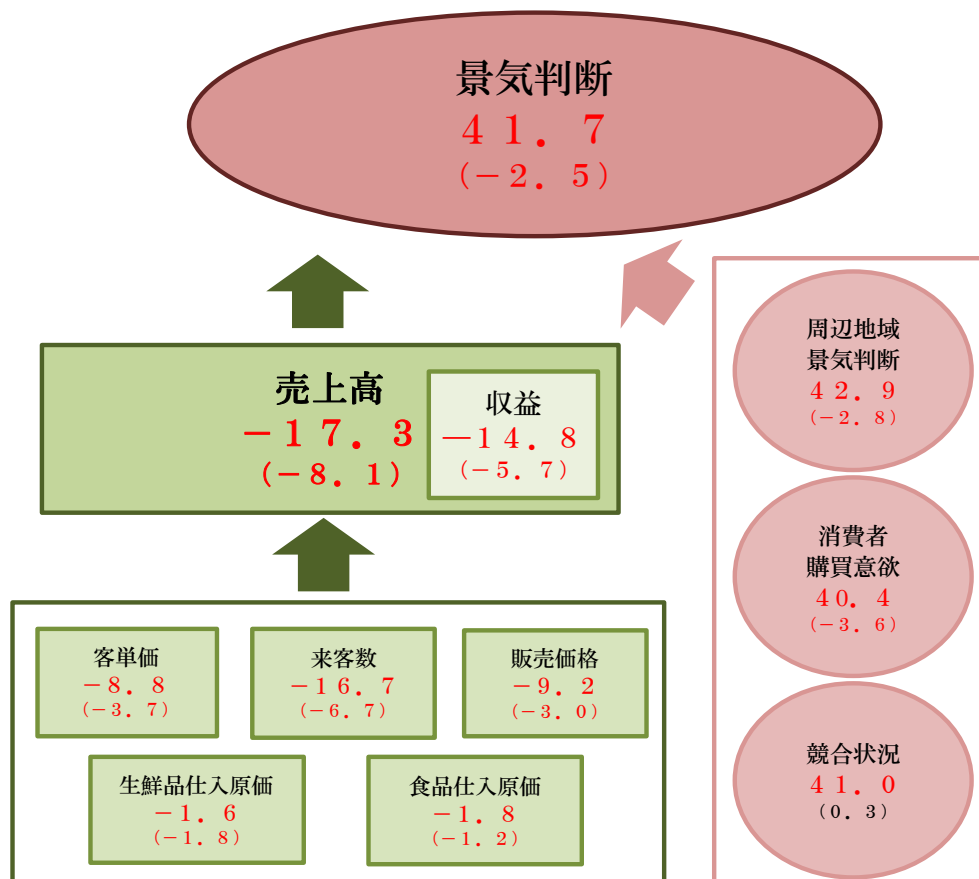 景気判断
４１．７
（－２．５）
売上高
－１７．３
（－８．１）
収益
―１４．８
（－５．７）
客単価
－８．８
（－３．７）
来客数
－１６．７
（－６．７）
販売価格
－９．２
（－３．０）
生鮮品仕入原価
－１．６
（－１．８）
食品仕入原価
－１．８
（－１．２）
周辺地域
景気判断
４２．９
（－２．８）
消費者
購買意欲
４０．４
（－３．６）
競合状況
４１．０
（０．３）